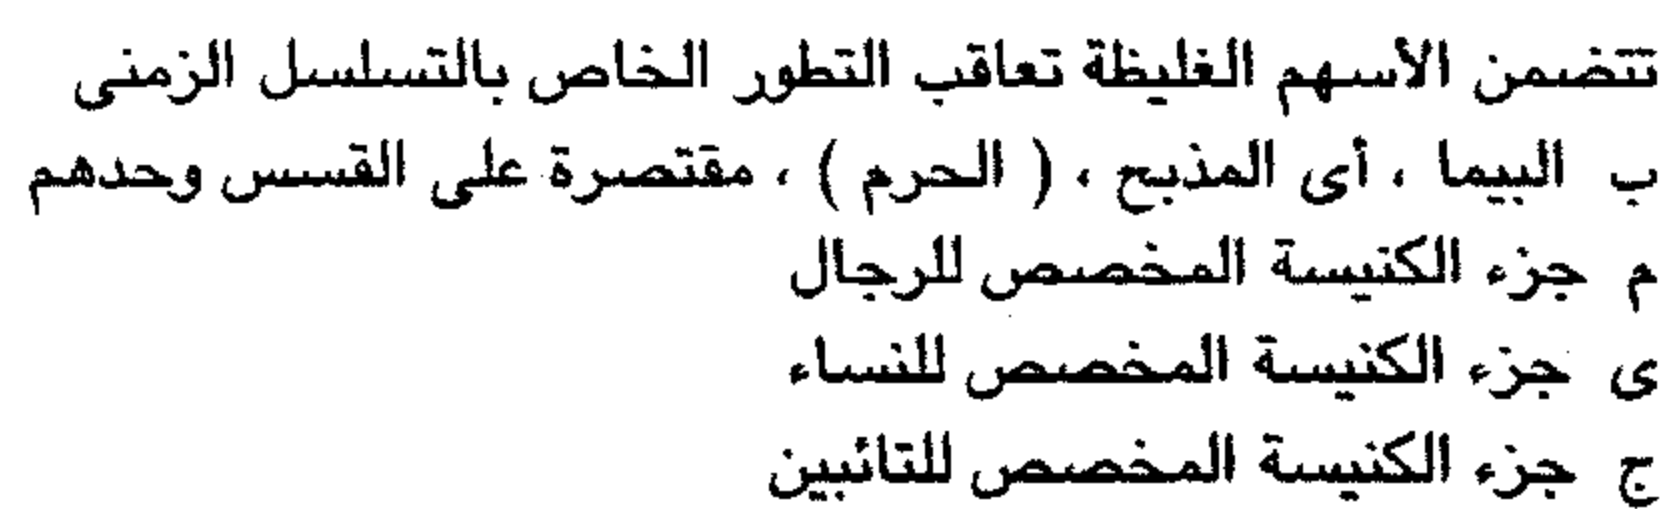 تتضمن الأسهم الغليظة تعاقب التطور الخاص بالتسلسل الزمنى
ب البيما ، أى المذبح ، ( الحرم ) ، مقتصرة على القسس وحدهم
م جزء الكنيسة المخصص للرجال
ى جزء الكنيسة المخصص للنساء
ج جزء الكنيسة المخصص للتائبين